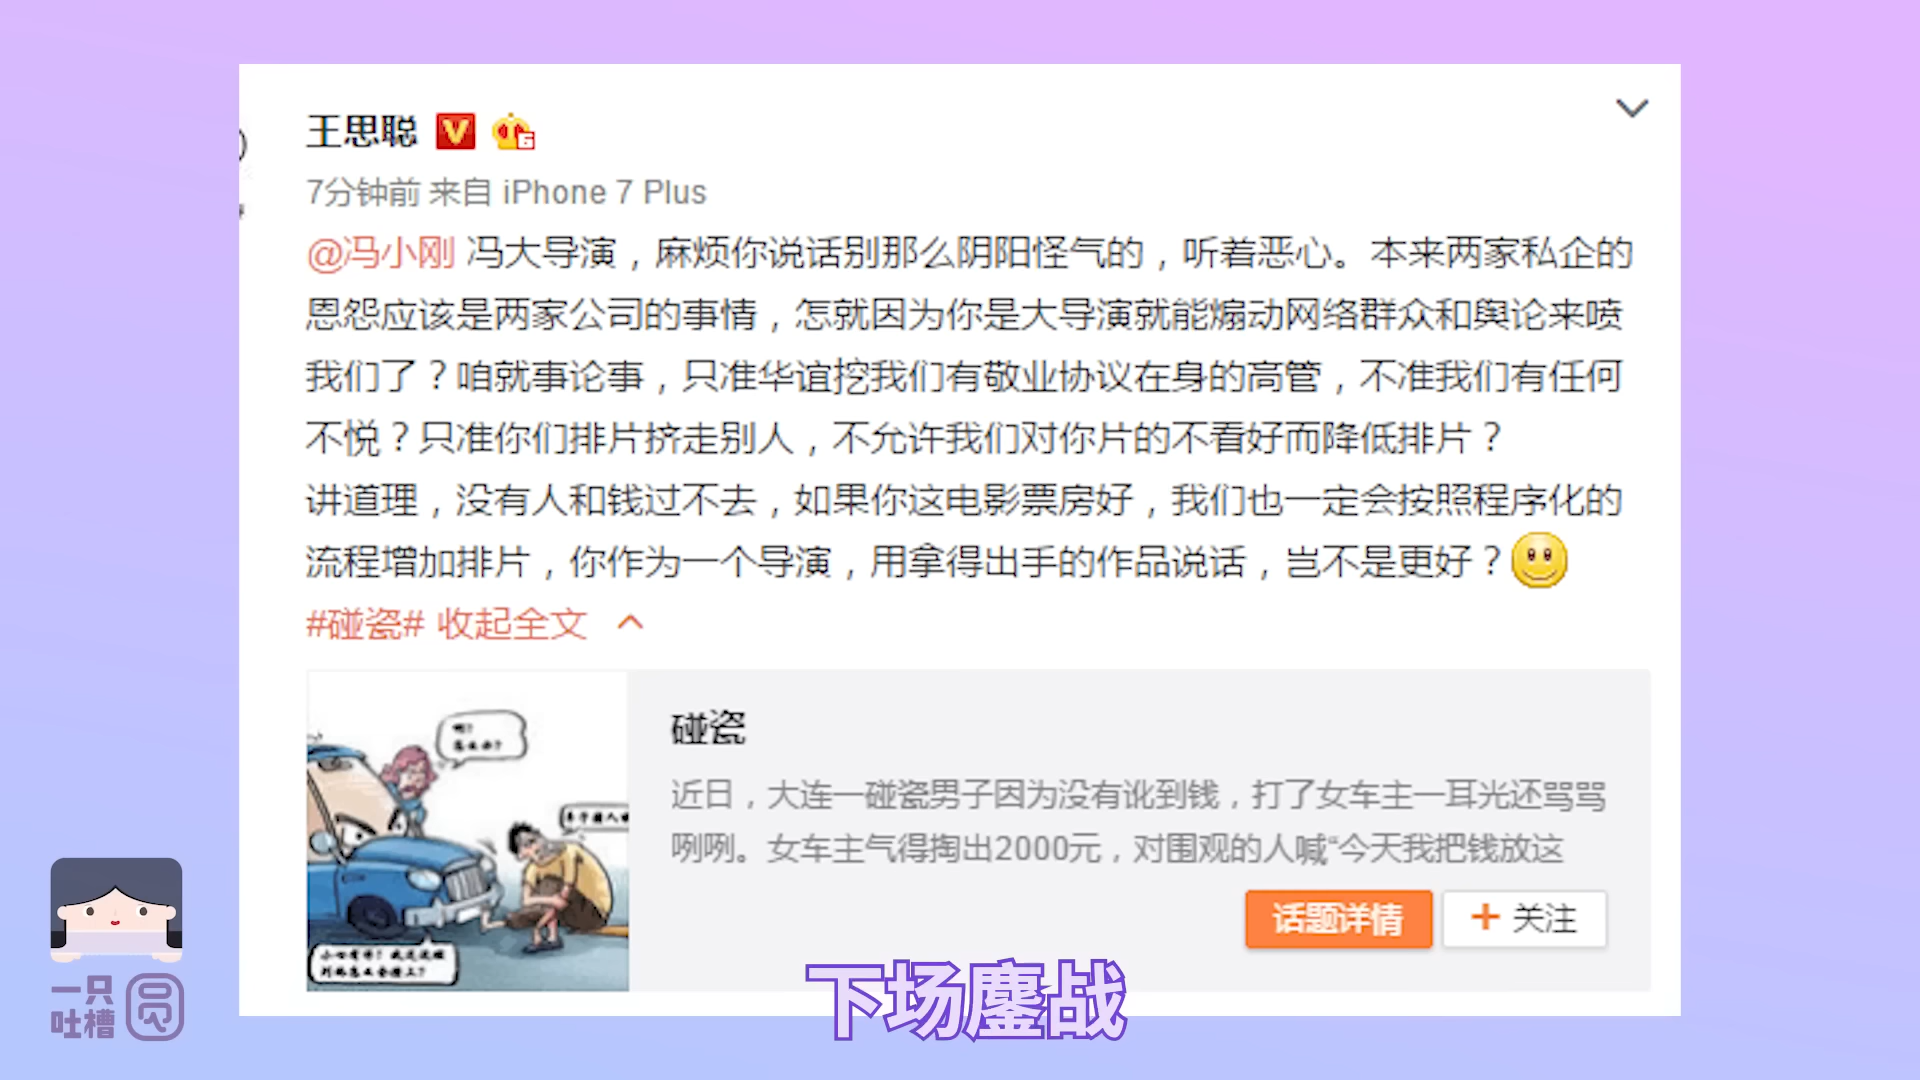 王思聪
7分钟前 来自 iPhone 7 Plus
@冯小刚 冯大导演，麻烦你说话别那么阴阳怪气的，听着恶心。本来两家私企的
恩怨应该是两家公司的事情，怎就因为你是大导演就能煽动网络群众和舆论来喷
我们了？咱就事论事，只准华谊挖我们有敬业协议在身的高管，不准我们有任何
不悦？只准你们排片挤走别人，不允许我们对你片的不看好而降低排片？
讲道理，没有人和钱过不去，如果你这电影票房好，我们也一定会按照程序化的
流程增加排片，你作为一个导演，用拿得出手的作品说话，岂不是更好？
#碰瓷# 收起全文
碰瓷
近日，大连一碰瓷男子因为没有讹到钱，打了女车主一耳光还骂骂
咧咧。女车主气得掏出2000元，对围观的人喊“今天我把钱放这
话题详情
+ 关注
下场鏖战
一只
吐槽
圆